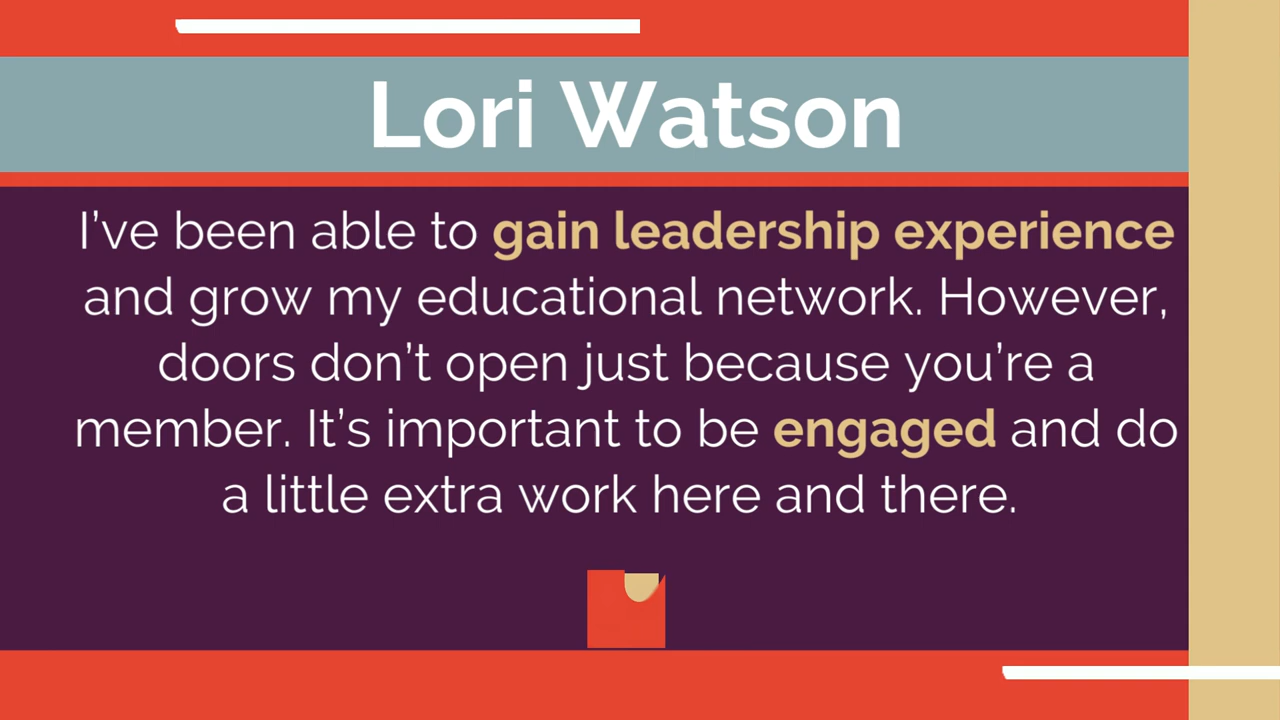 Lori Watson
I’ve been able to gain leadership experience
and grow my educational network. However,
doors don’t open just because you’re a
member. It’s important to be engaged and do
a little extra work here and there.